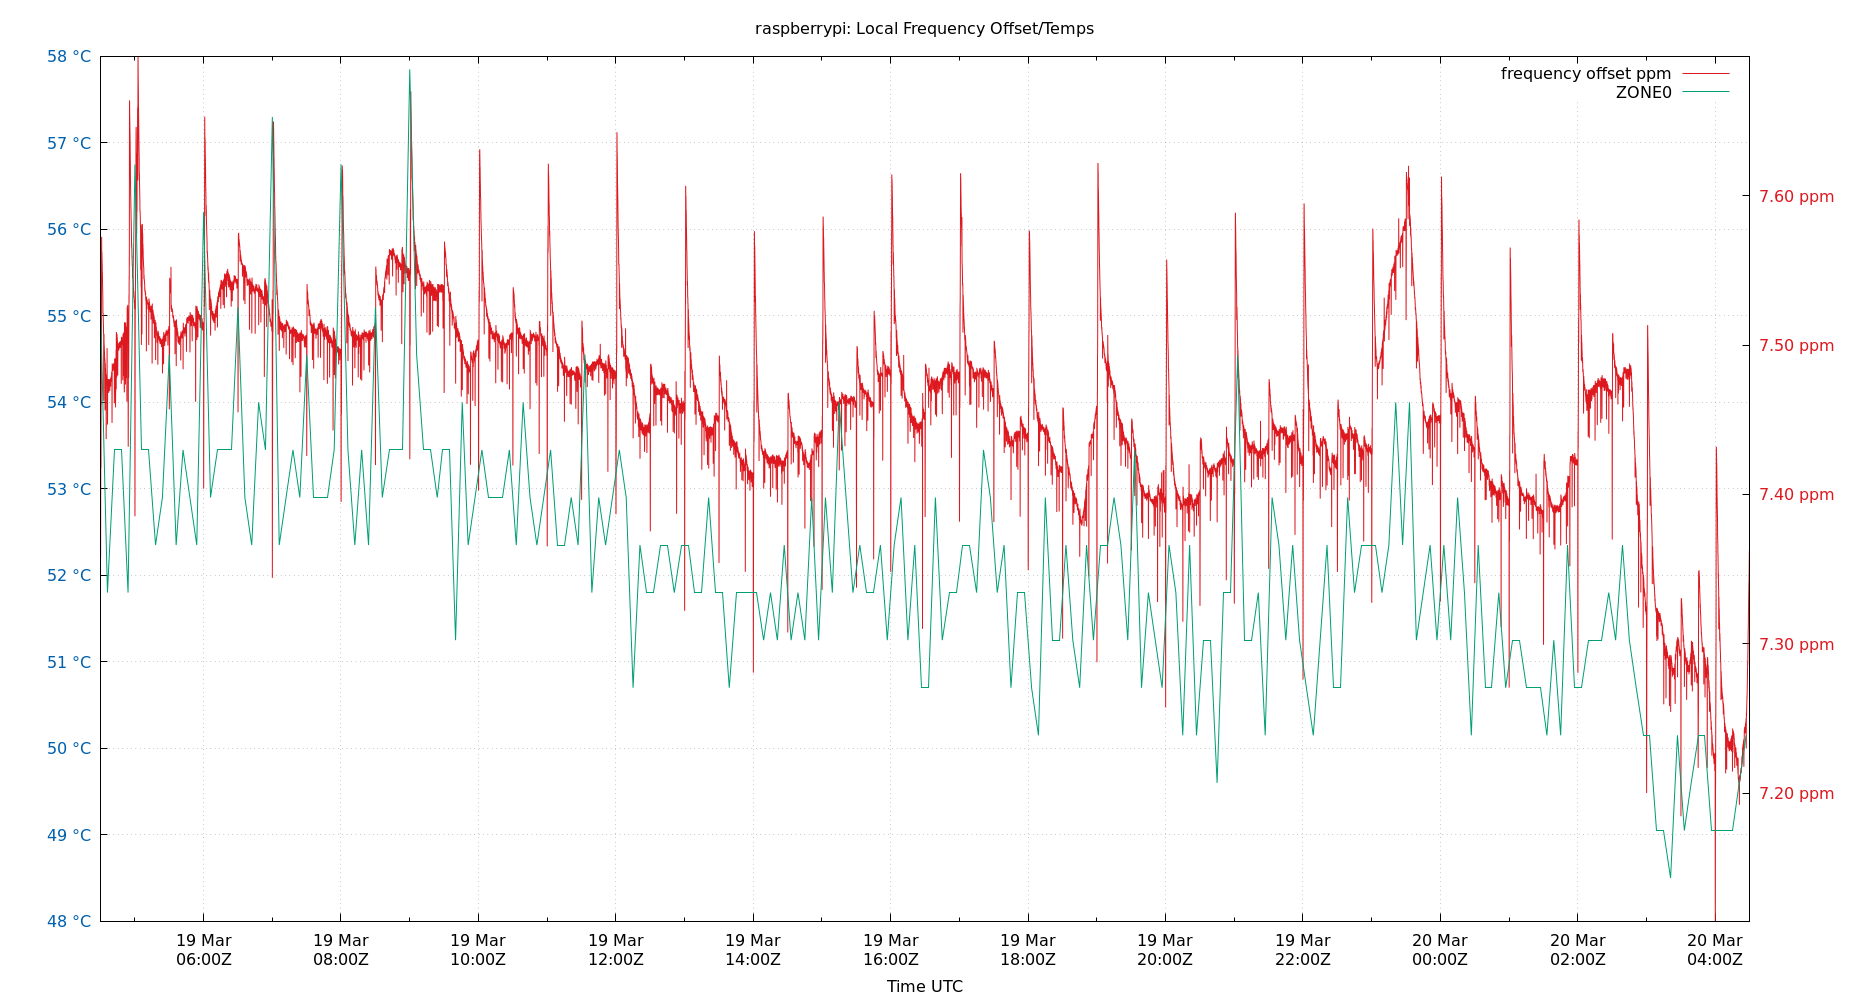 raspberrypi: Local Frequency Offset/Temps
frequency offset ppm
ZONE0
58 °C
57 °C
56 °C
55 °C
54 °C
53 °C
52 °C
51 °C
50 °C
49 °C
48 °C
7.60 ppm
7.50 ppm
7.40 ppm
7.30 ppm
7.20 ppm
19 Mar
06:00Z
19 Mar
08:00Z
19 Mar
10:00Z
19 Mar
12:00Z
19 Mar
14:00Z
19 Mar
16:00Z
19 Mar
18:00Z
19 Mar
20:00Z
19 Mar
22:00Z
20 Mar
00:00Z
20 Mar
02:00Z
20 Mar
04:00Z
Time UTC